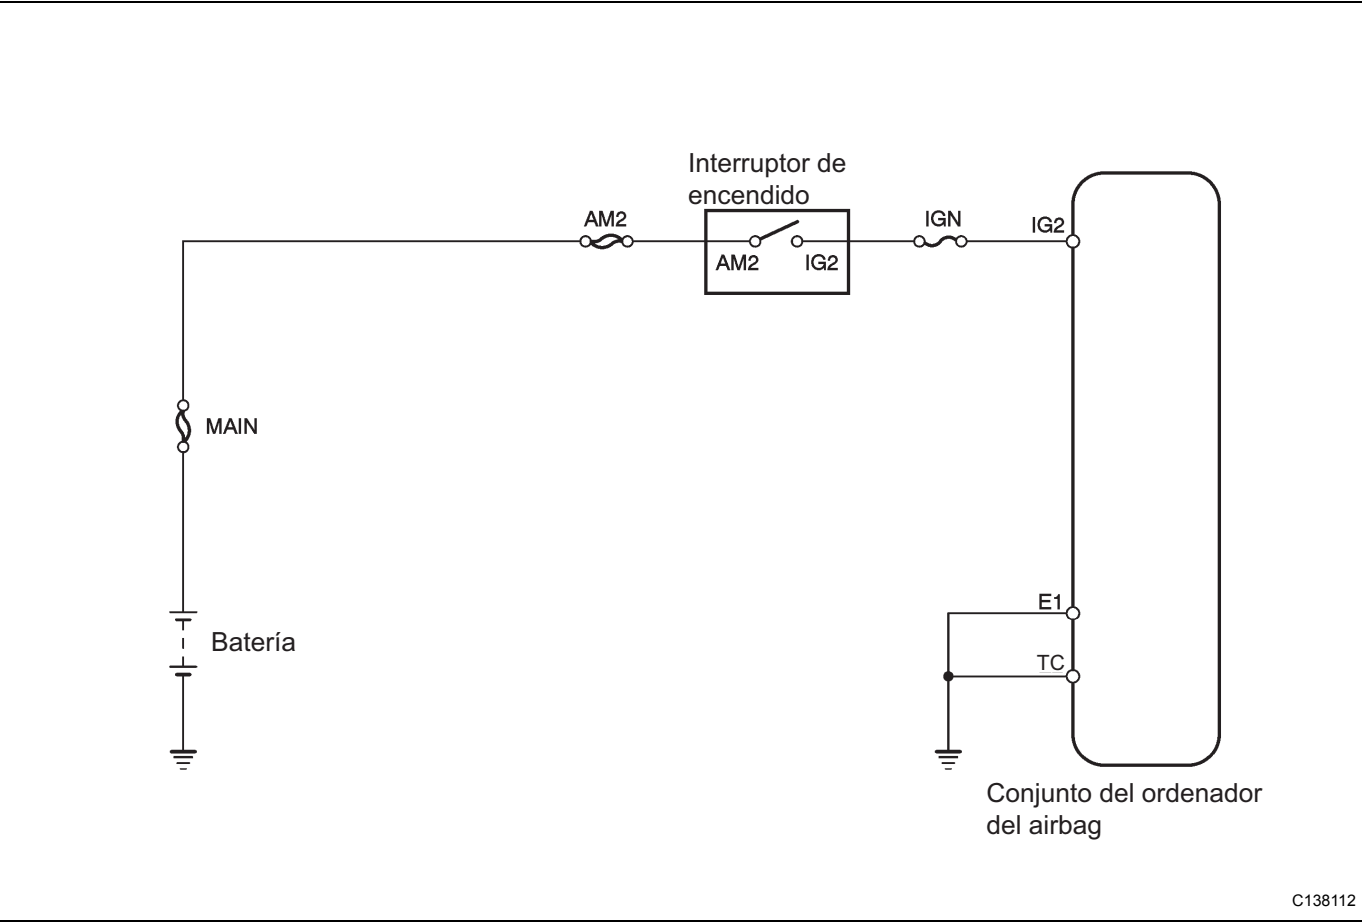 Interruptor de
encendido
AM2
IGN
IG2
AM2
IG2
MAIN
E1
Batería
TC
Conjunto del ordenador
del airbag
C138112